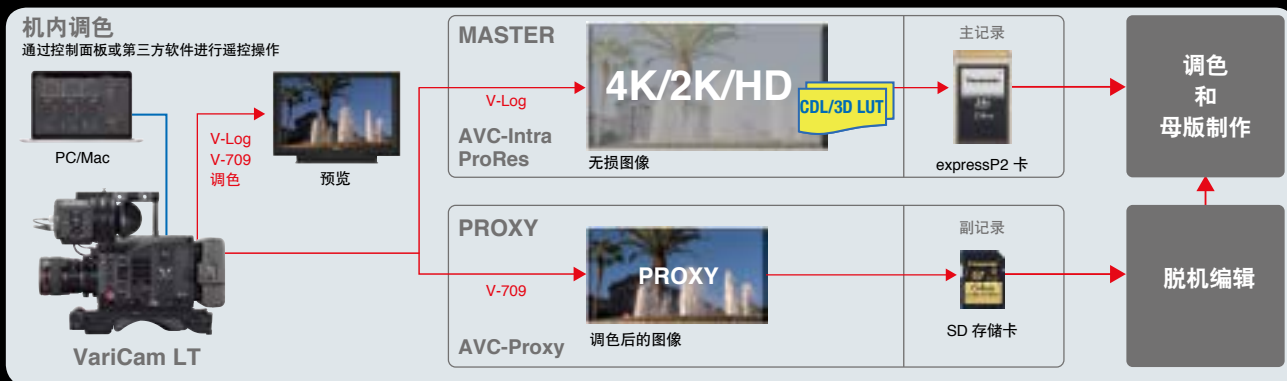 机内调色
通过控制面板或第三方软件进行遥控操作
PC/Mac
V-Log
V-709
调色
预览
VariCam LT
MASTER
V-Log
AVC-Intra
ProRes
4K/2K/HD
CDL/3D LUT
无损图像
主记录
Panasonic
expressP2 卡
调色
和
母版制作
PROXY
V-709
AVC-Proxy
PROXY
调色后的图像
副记录
SD 存储卡
脱机编辑